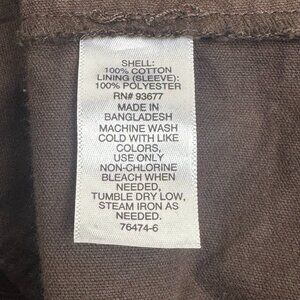 SHELL:
100% COTTON
LINING (SLEEVE):
100% POLYESTER
RN# 93677
MADE IN
BANGLADESH
MACHINE WASH
COLD WITH LIKE
COLORS,
USE ONLY
NON-CHLORINE
BLEACH WHEN
NEEDED,
TUMBLE DRY LOW,
STEAM IRON AS
NEEDED.
76474-6